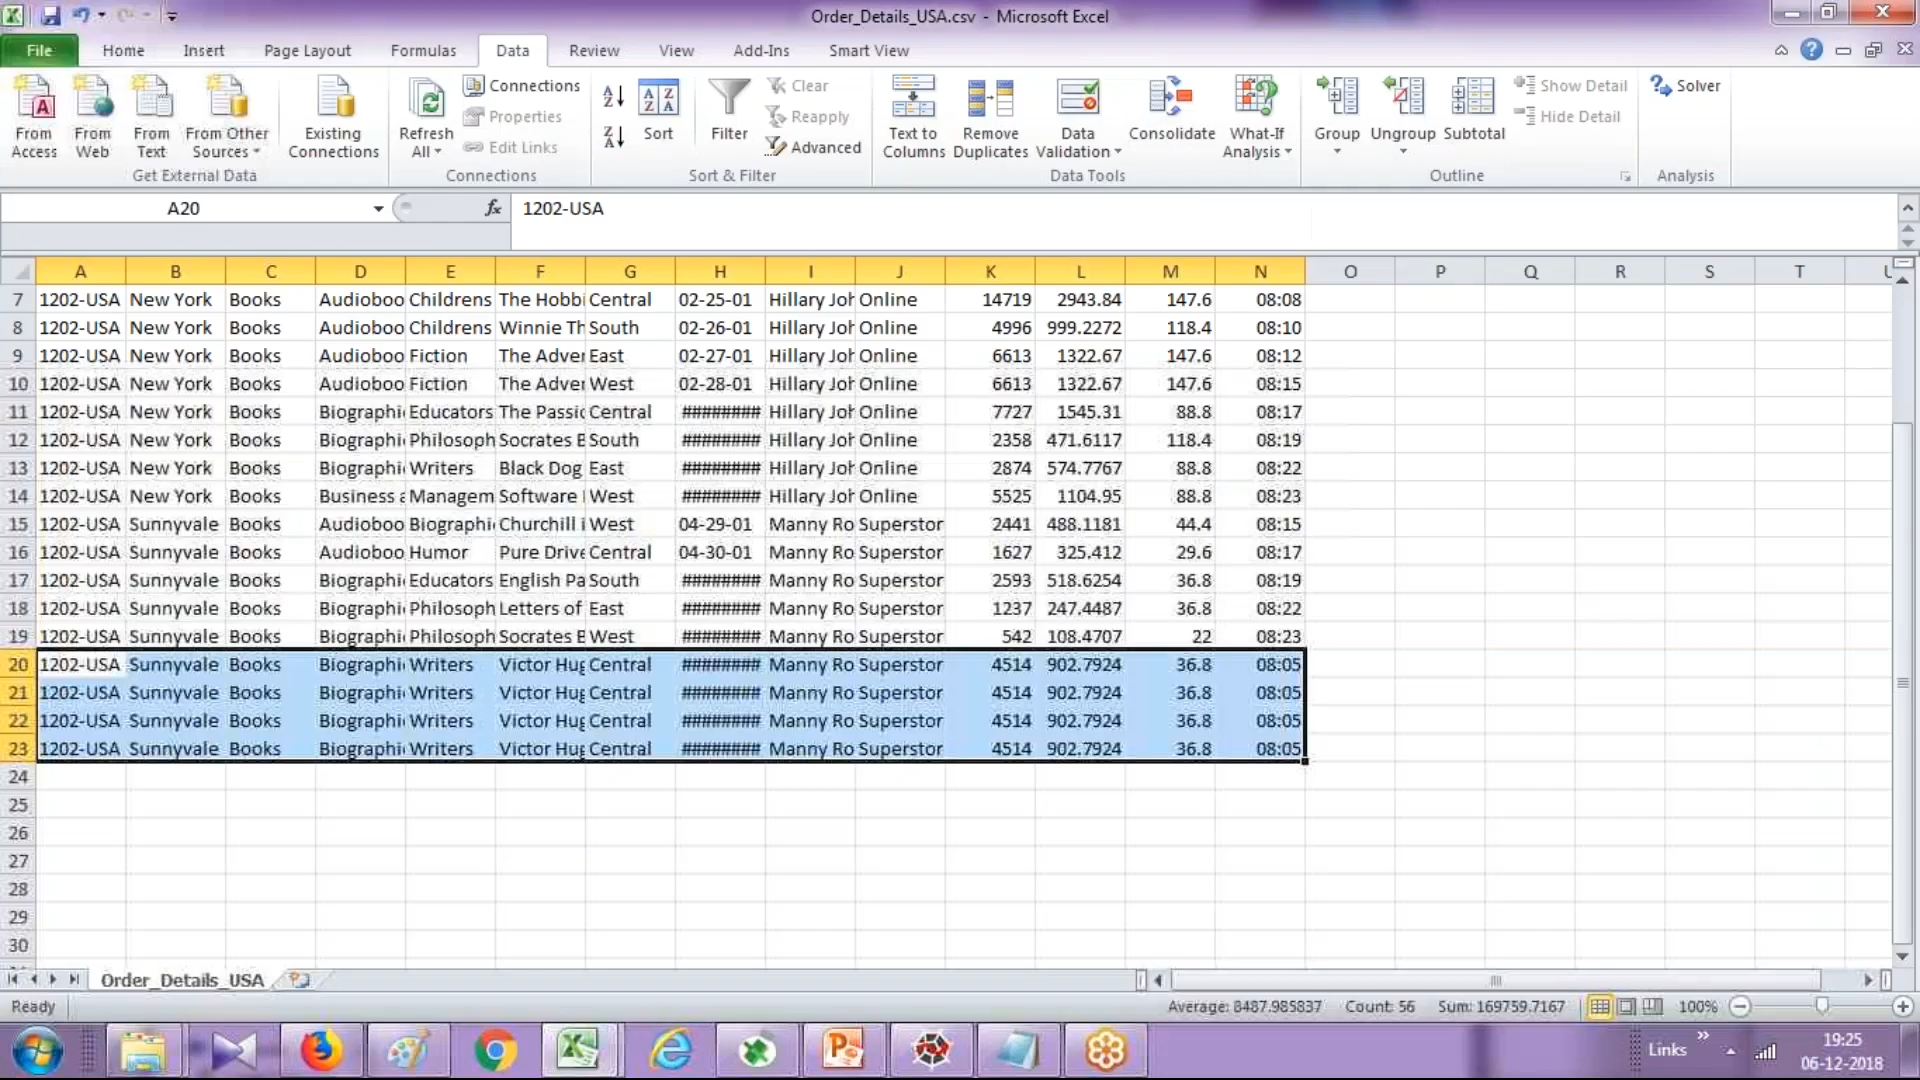 Order_Details_USA.csv - Microsoft Excel
File Home Insert Page Layout Formulas Data Review View Add-Ins Smart View
From Access
From Web
From Text
From Other Sources
Existing Connections
Get External Data
Refresh All
Connections
Properties
Edit Links
Connections
Sort
Filter
Clear
Reapply
Advanced
Sort & Filter
Text to Columns
Remove Duplicates
Data Validation
Consolidate
What-If Analysis
Data Tools
Group
Ungroup
Subtotal
Show Detail
Hide Detail
Outline
Solver
Analysis
A20 fx 1202-USA
A B C D E F G H I J K L M N O P Q R S T
7 1202-USA New York Books Audioboo Childrens The Hobbi Central 02-25-01 Hillary Joh Online 14719 2943.84 147.6 08:08
8 1202-USA New York Books Audioboo Childrens Winnie Th South 02-26-01 Hillary Joh Online 4996 999.2272 118.4 08:10
9 1202-USA New York Books Audioboo Fiction The Adver East 02-27-01 Hillary Joh Online 6613 1322.67 147.6 08:12
10 1202-USA New York Books Audioboo Fiction The Adver West 02-28-01 Hillary Joh Online 6613 1322.67 147.6 08:15
11 1202-USA New York Books Biographi Educators The Passio Central ######## Hillary Joh Online 7727 1545.31 88.8 08:17
12 1202-USA New York Books Biographi Philosoph Socrates B South ######## Hillary Joh Online 2358 471.6117 118.4 08:19
13 1202-USA New York Books Biographi Writers Black Dog East ######## Hillary Joh Online 2874 574.7767 88.8 08:22
14 1202-USA New York Books Business a Managem Software West ######## Hillary Joh Online 5525 1104.95 88.8 08:23
15 1202-USA Sunnyvale Books Audioboo Biographi Churchill i West 04-29-01 Manny Ro Superstor 2441 488.1181 44.4 08:15
16 1202-USA Sunnyvale Books Audioboo Humor Pure Drive Central 04-30-01 Manny Ro Superstor 1627 325.412 29.6 08:17
17 1202-USA Sunnyvale Books Biographi Educators English Pa South ######## Manny Ro Superstor 2593 518.6254 36.8 08:19
18 1202-USA Sunnyvale Books Biographi Philosoph Letters of East ######## Manny Ro Superstor 1237 247.4487 36.8 08:22
19 1202-USA Sunnyvale Books Biographi Philosoph Socrates B West ######## Manny Ro Superstor 542 108.4707 22 08:23
20 1202-USA Sunnyvale Books Biographi Writers Victor Hug Central ######## Manny Ro Superstor 4514 902.7924 36.8 08:05
21 1202-USA Sunnyvale Books Biographi Writers Victor Hug Central ######## Manny Ro Superstor 4514 902.7924 36.8 08:05
22 1202-USA Sunnyvale Books Biographi Writers Victor Hug Central ######## Manny Ro Superstor 4514 902.7924 36.8 08:05
23 1202-USA Sunnyvale Books Biographi Writers Victor Hug Central ######## Manny Ro Superstor 4514 902.7924 36.8 08:05
24
25
26
27
28
29
30
Order_Details_USA
Ready Average: 8487.985837 Count: 56 Sum: 169759.7167 100%
Links » 19:25
06-12-2018